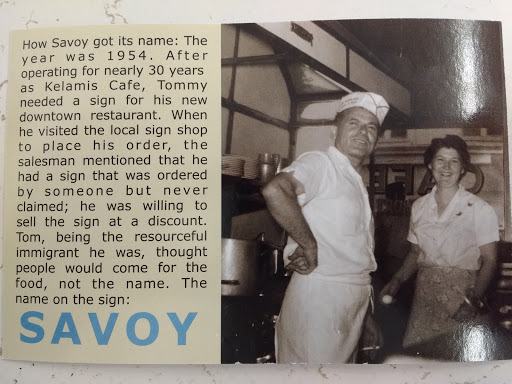 How Savoy got its name: The
year was 1954. After
operating for nearly 30 years
as Kelamis Cafe, Tommy
needed a sign for his new
downtown restaurant. When
he visited the local sign shop
to place his order, the
salesman mentioned that he
had a sign that was ordered
by someone but never
claimed; he was willing to
sell the sign at a discount.
Tom, being the resourceful
immigrant he was, thought
people would come for the
food, not the name. The
name on the sign:
SAVOY